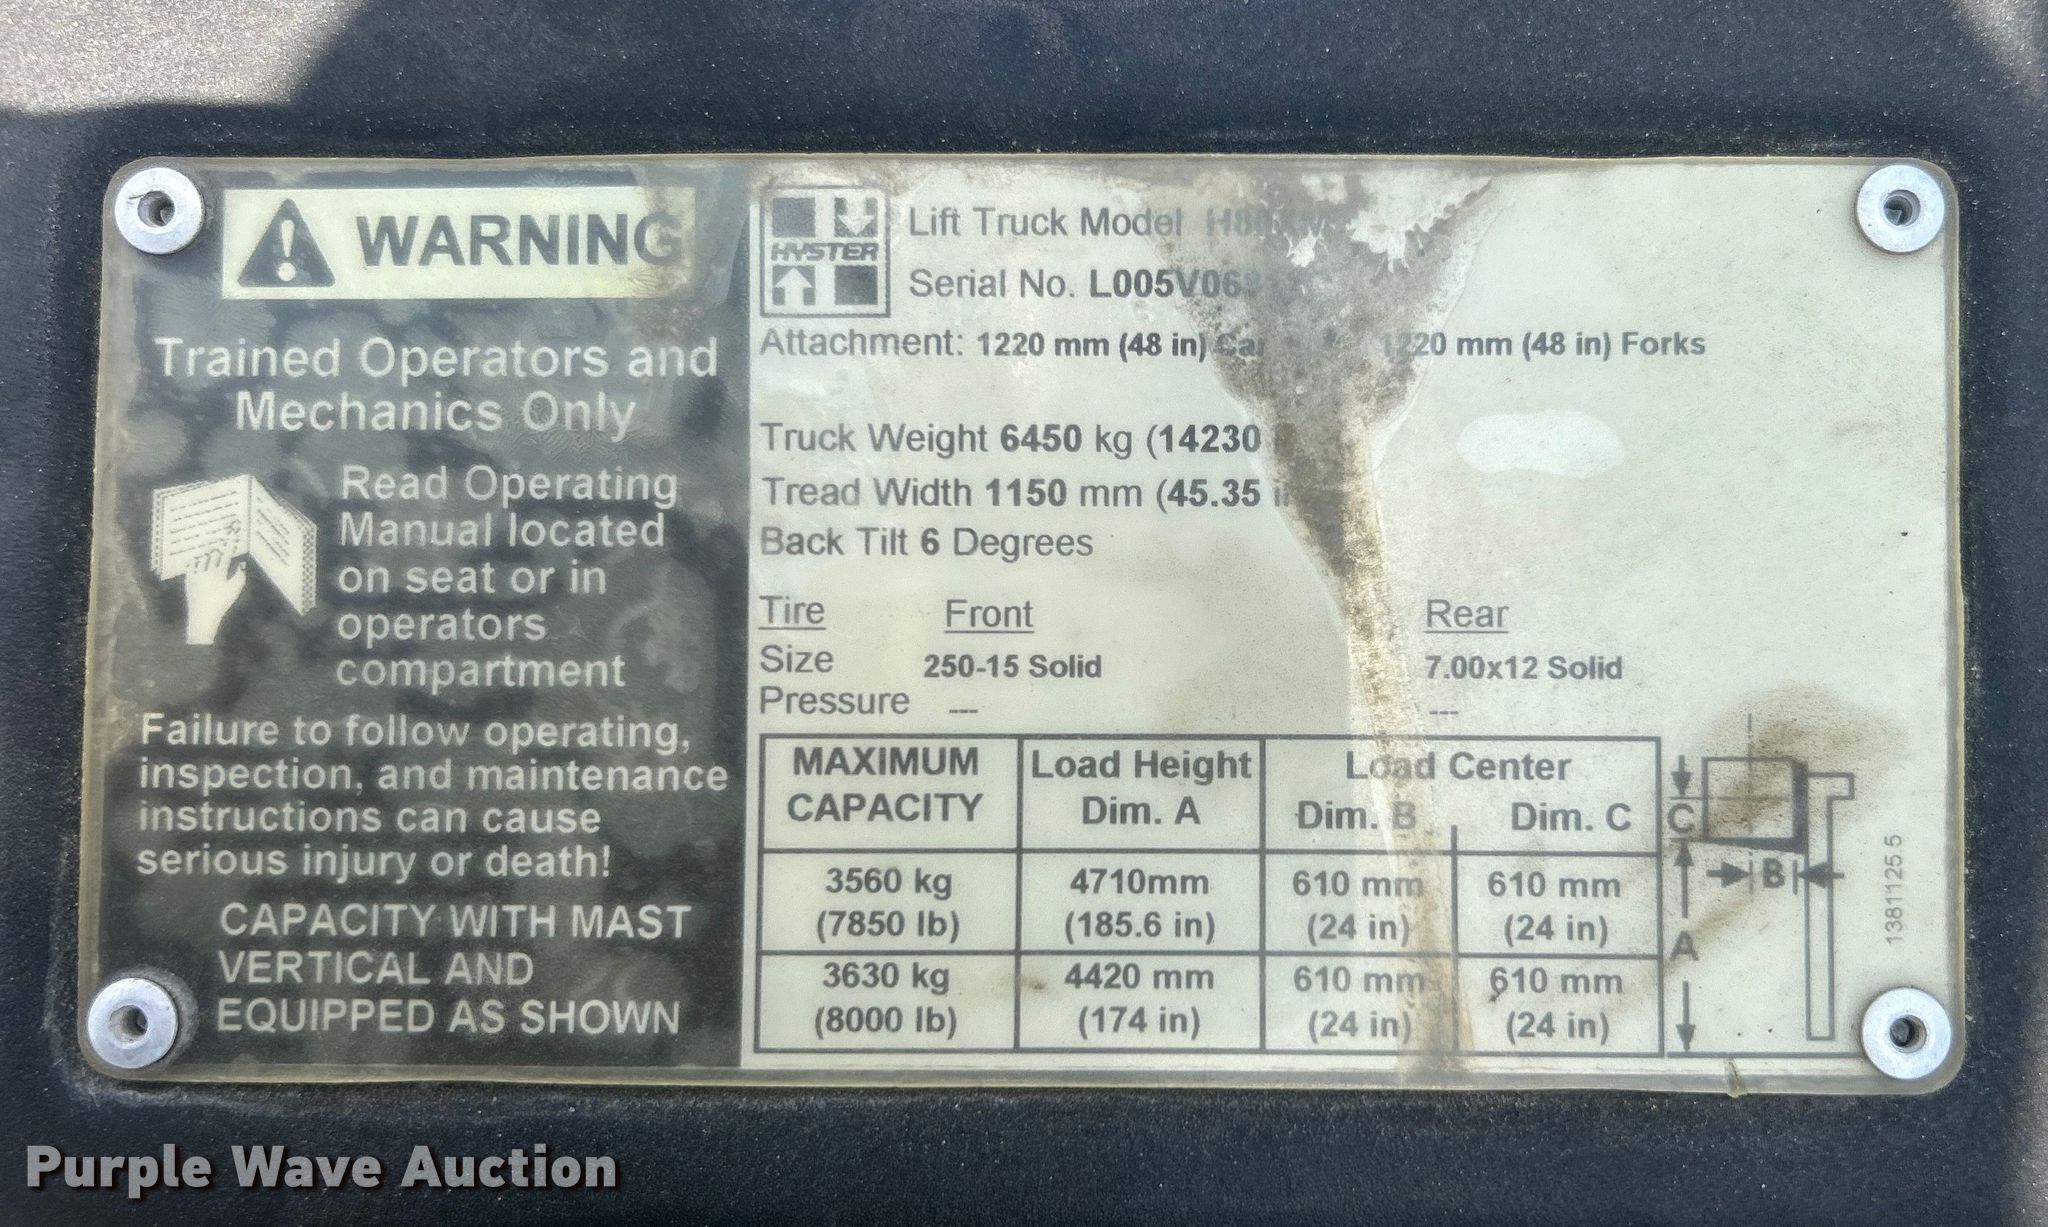 WARNING
Trained Operators and
Mechanics Only
Read Operating
Manual located
on seat or in
operators
compartment
Failure to follow operating,
inspection, and maintenance
instructions can cause
serious injury or death!
CAPACITY WITH MAST
VERTICAL AND
EQUIPPED AS SHOWN
HYSTER
Lift Truck Model
Serial No.
Attachment: 1220 mm (48 in) 1220 mm (48 in) Forks
Truck Weight 6450 kg (14230
Tread Width 1150 mm (45.35 in
Back Tilt 6 Degrees
Tire Front Rear
Size 250-15 Solid 7.00x12 Solid
Pressure --- ---
MAXIMUM Load Height Load Center
CAPACITY Dim. A Dim. B Dim. C
3560 kg 4710mm 610 mm 610 mm
(7850 lb) (185.6 in) (24 in) (24 in)
3630 kg 4420 mm 610 mm 610 mm
(8000 lb) (174 in) (24 in) (24 in)
C
B
A
1381125 5
Purple Wave Auction